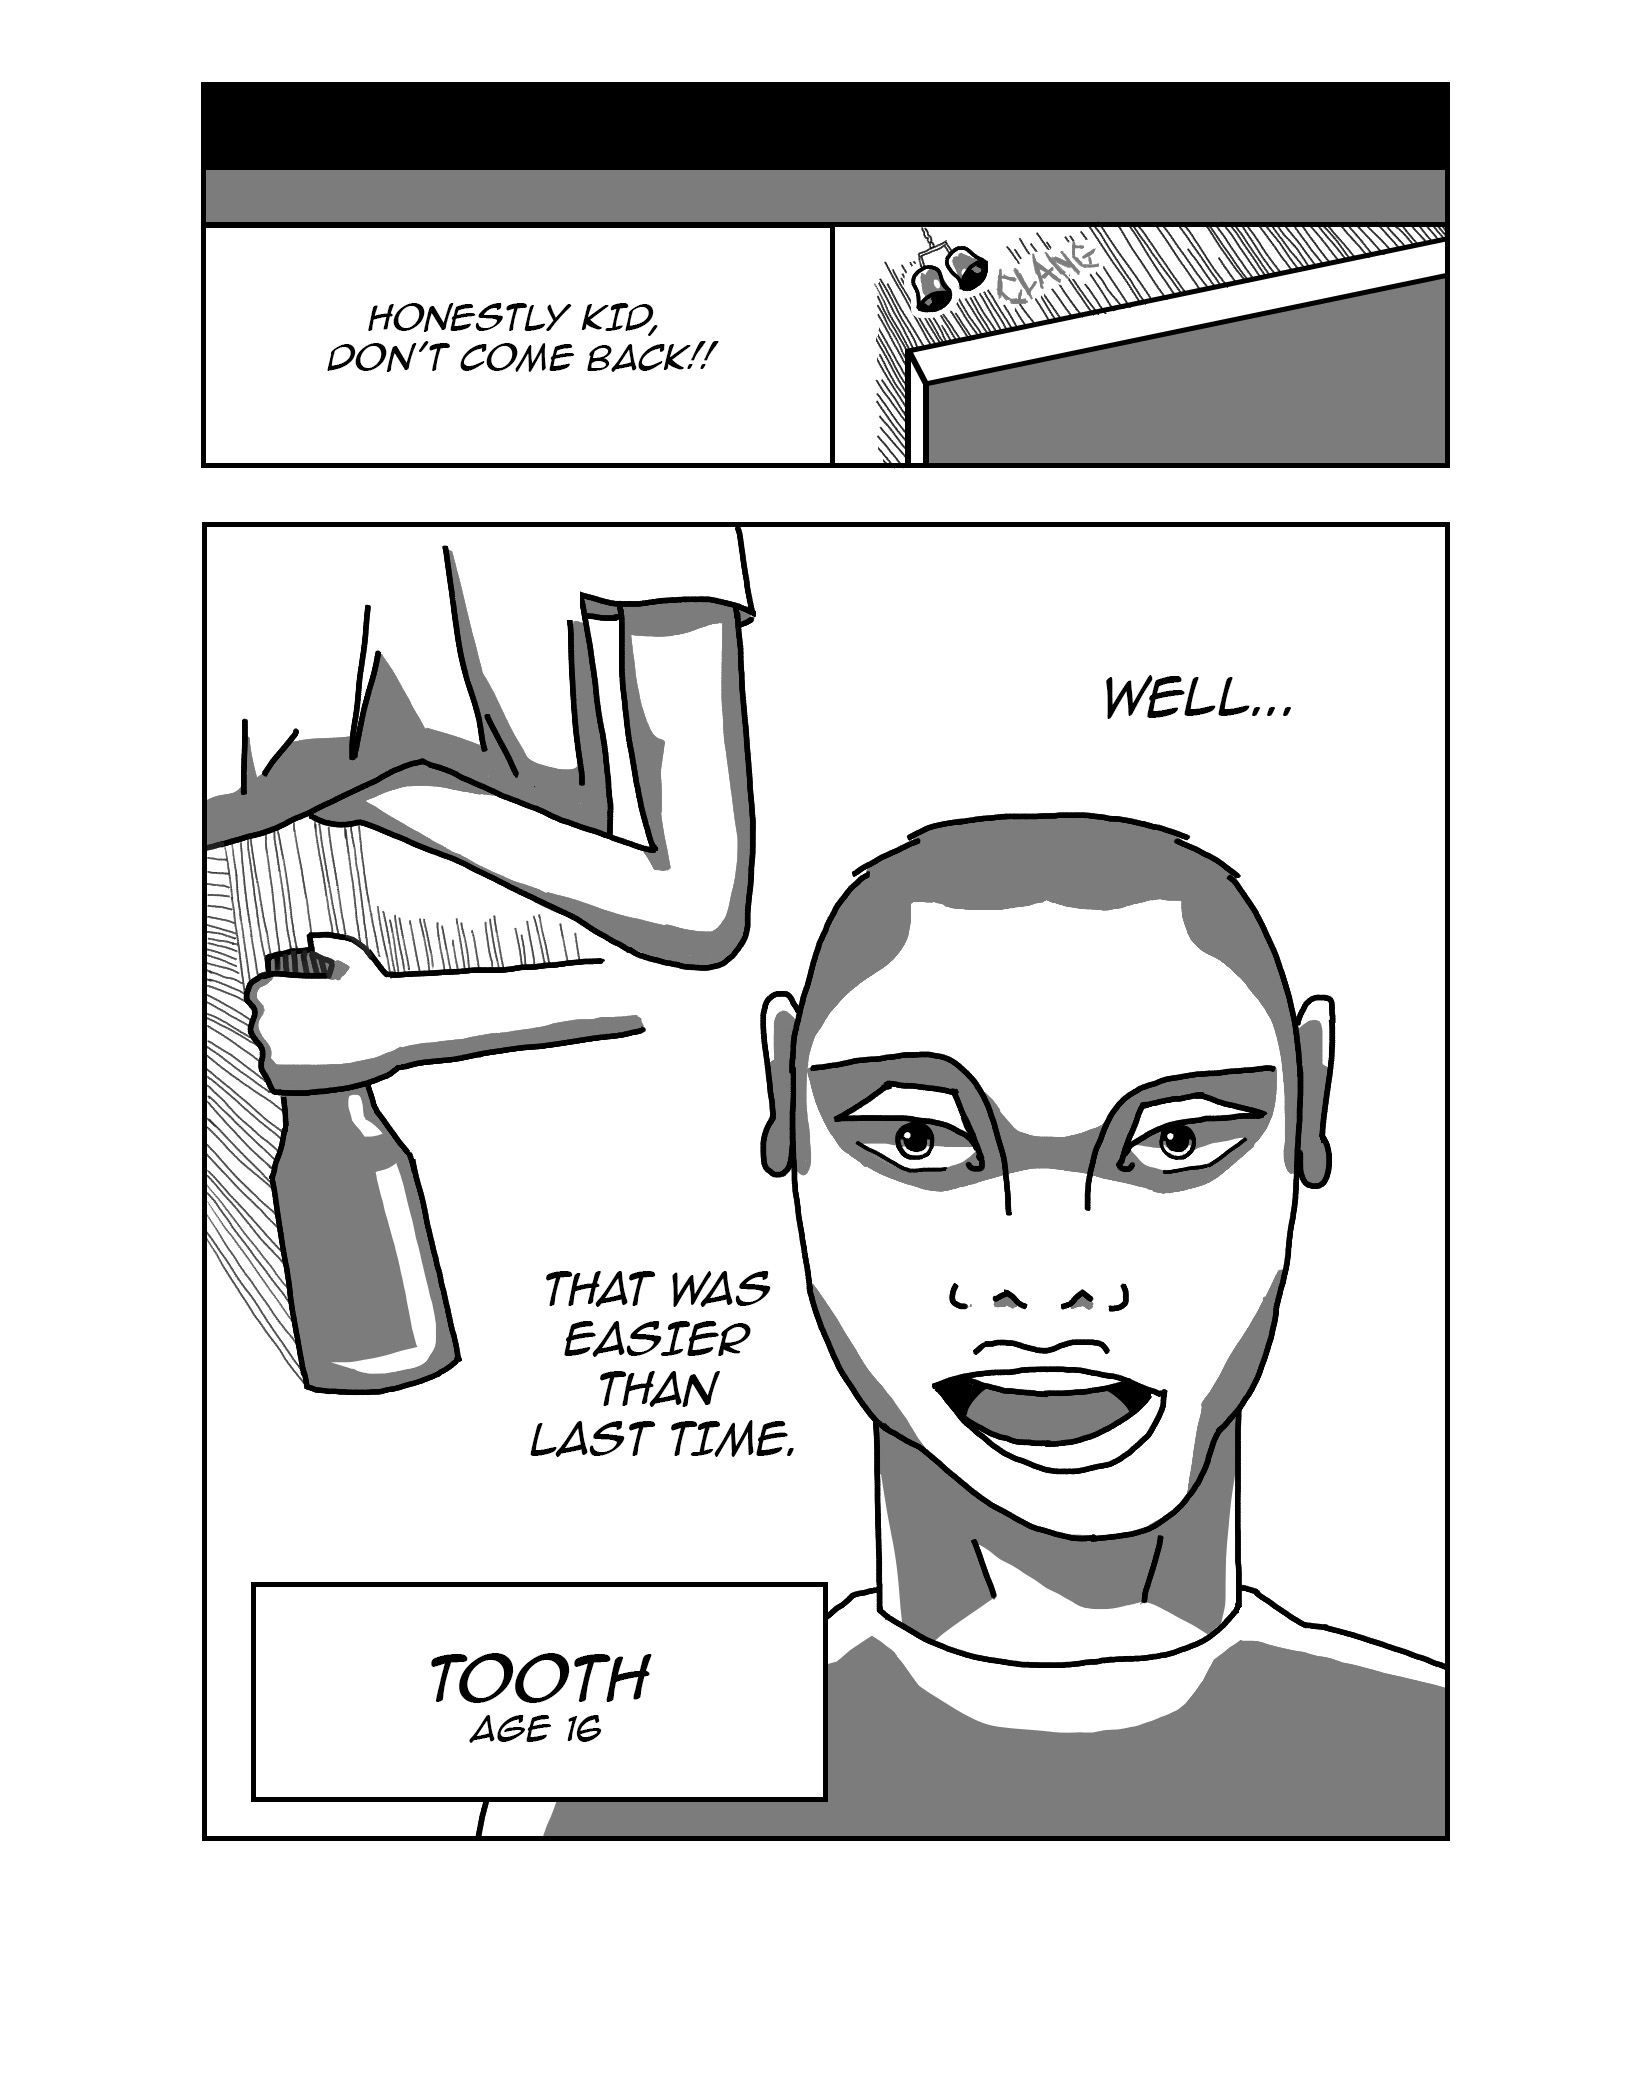 HONESTLY KID,
DON'T COME BACK!!
CLANG
WELL...
THAT WAS
EASIER
THAN
LAST TIME.
TOOTH
AGE 16